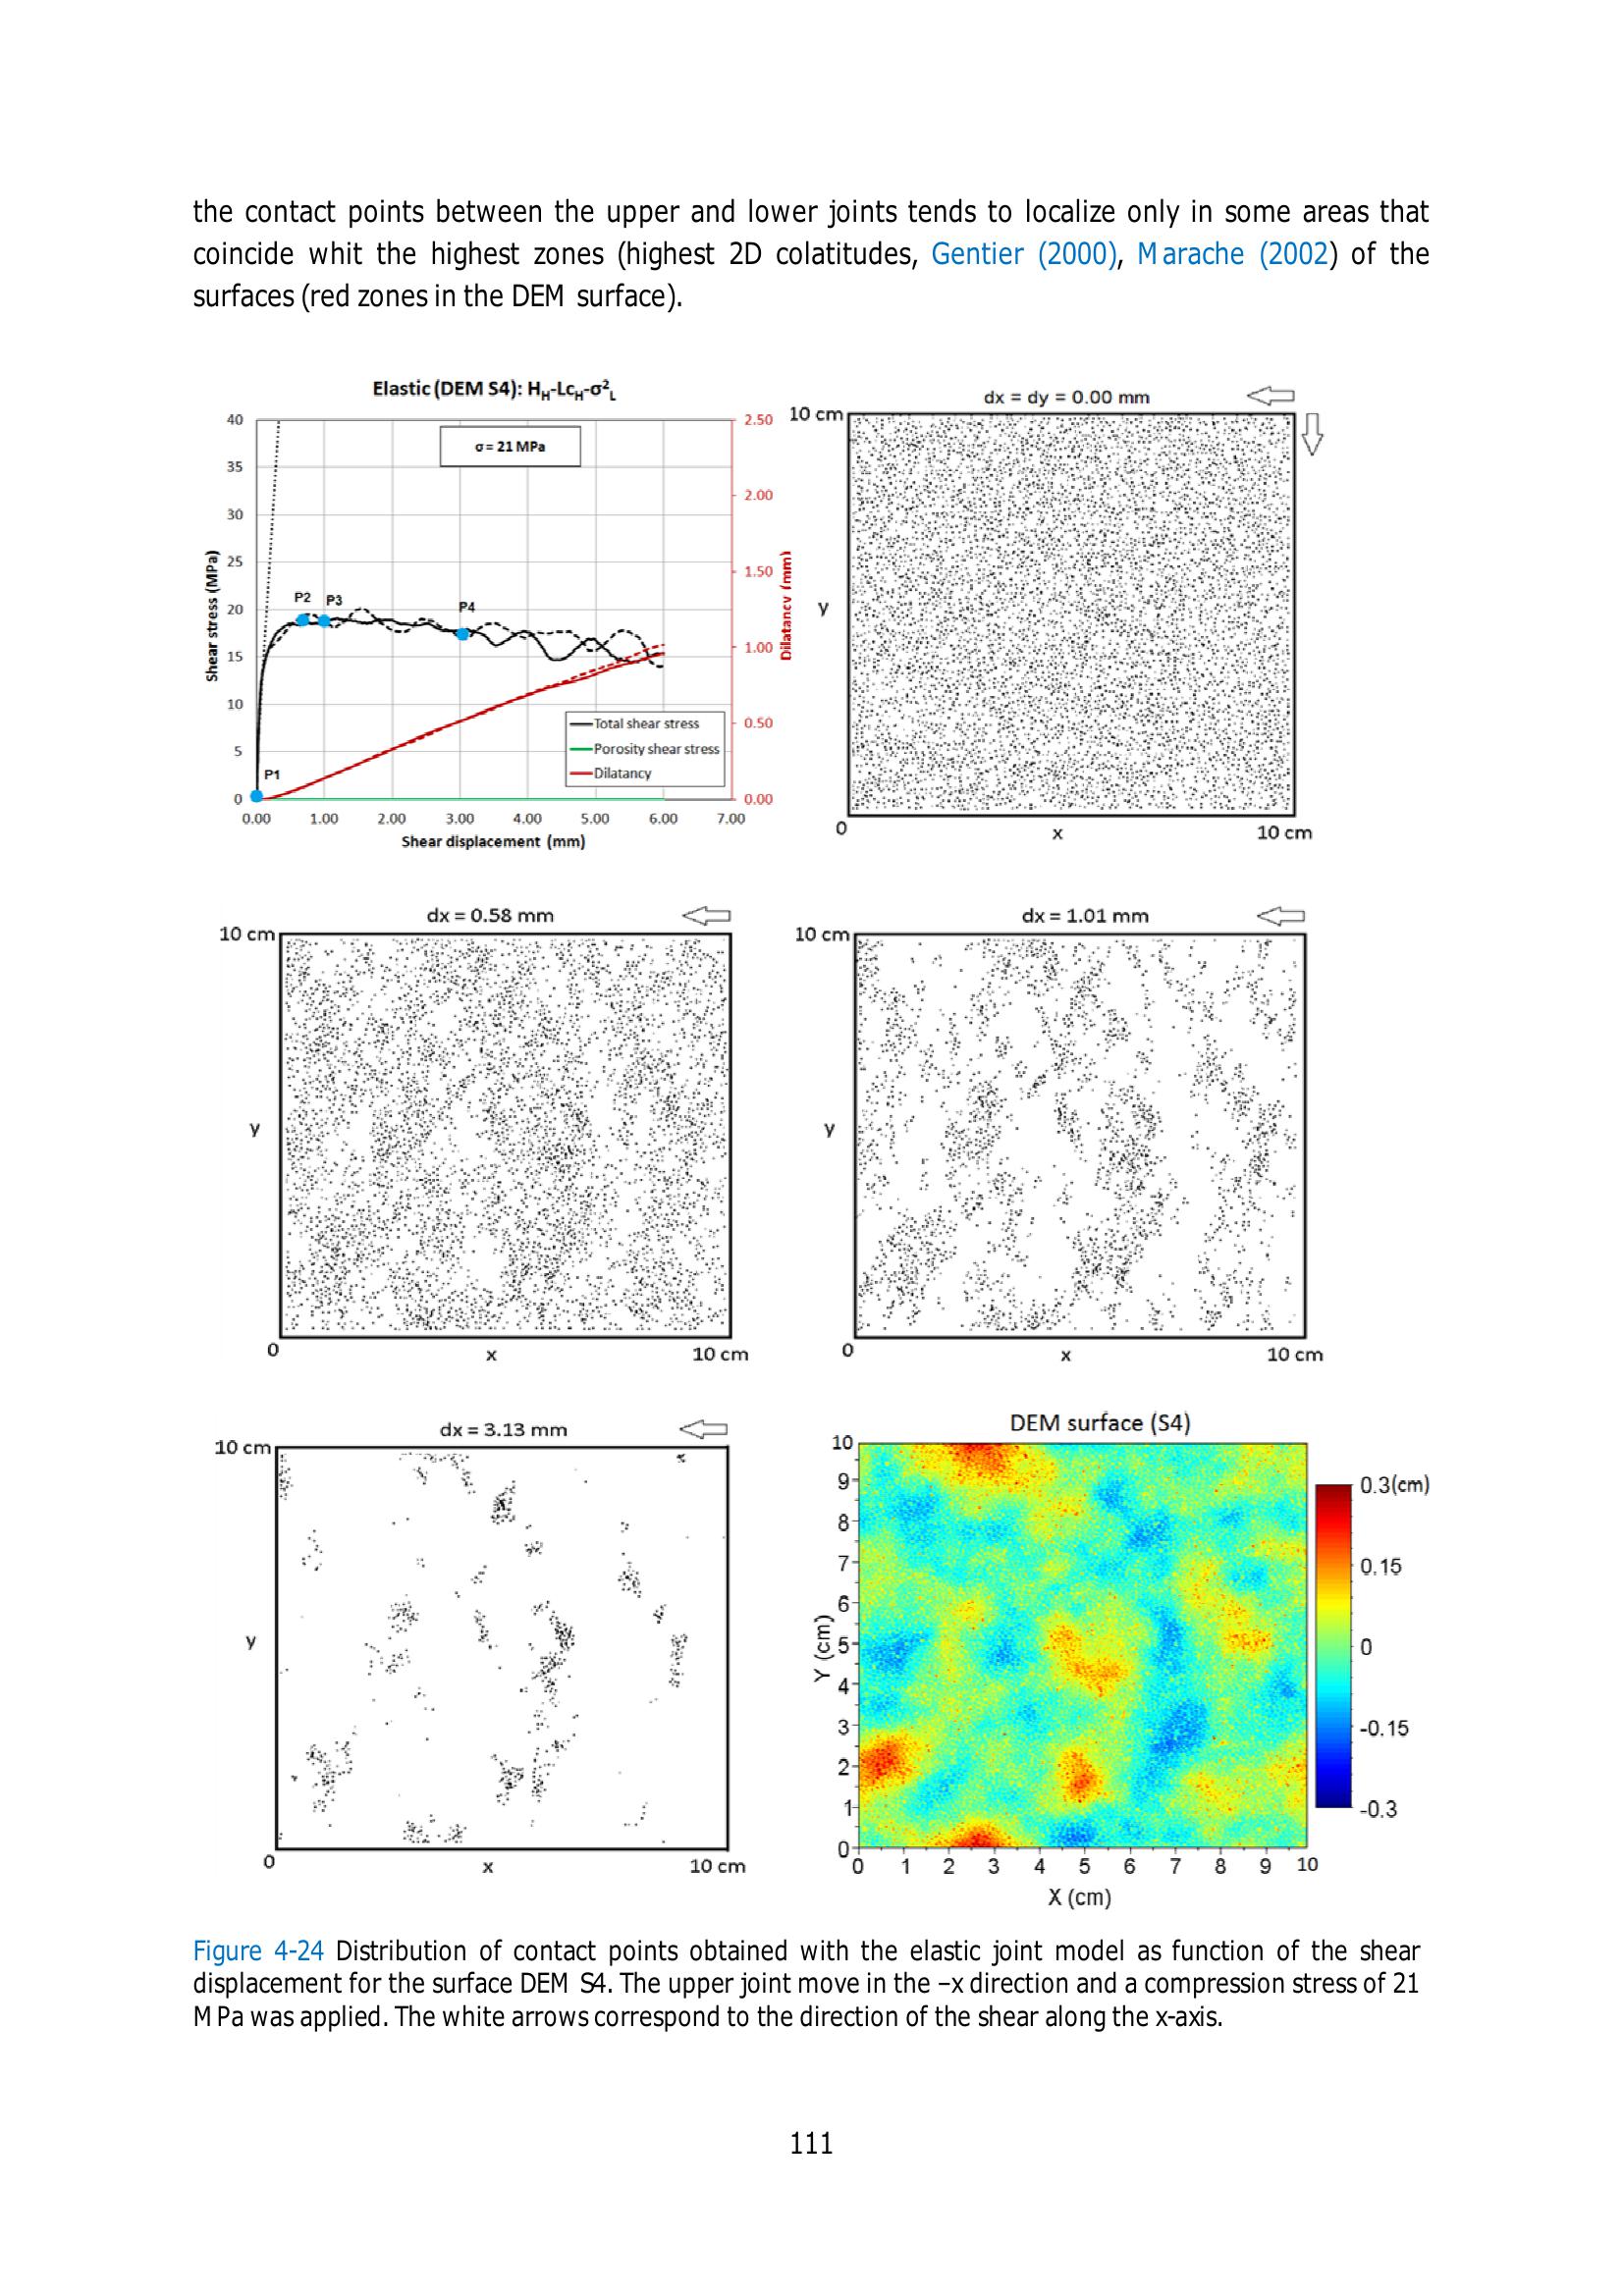 the contact points between the upper and lower joints tends to localize only in some areas that
coincide whit the highest zones (highest 2D colatitudes, Gentier (2000), Marache (2002) of the
surfaces (red zones in the DEM surface).
Elastic (DEM S4): H_H-Lc_H-σ²_L
σ= 21 MPa
40
35
30
25
20
15
10
5
0
Shear stress (MPa)
2.50
2.00
1.50
1.00
0.50
0.00
Dilatancy (mm)
P1
P2
P3
P4
Total shear stress
Porosity shear stress
Dilatancy
0.00 1.00 2.00 3.00 4.00 5.00 6.00 7.00
Shear displacement (mm)
dx = dy = 0.00 mm
10 cm
y
0
x
10 cm
dx = 0.58 mm
10 cm
y
0
x
10 cm
dx = 1.01 mm
10 cm
y
0
x
10 cm
dx = 3.13 mm
10 cm
y
0
x
10 cm
DEM surface (S4)
10
9
8
7
6
5
4
3
2
1
0
Y (cm)
0 1 2 3 4 5 6 7 8 9 10
X (cm)
0.3(cm)
0.15
0
-0.15
-0.3
Figure 4-24 Distribution of contact points obtained with the elastic joint model as function of the shear
displacement for the surface DEM S4. The upper joint move in the –x direction and a compression stress of 21
MPa was applied. The white arrows correspond to the direction of the shear along the x-axis.
111